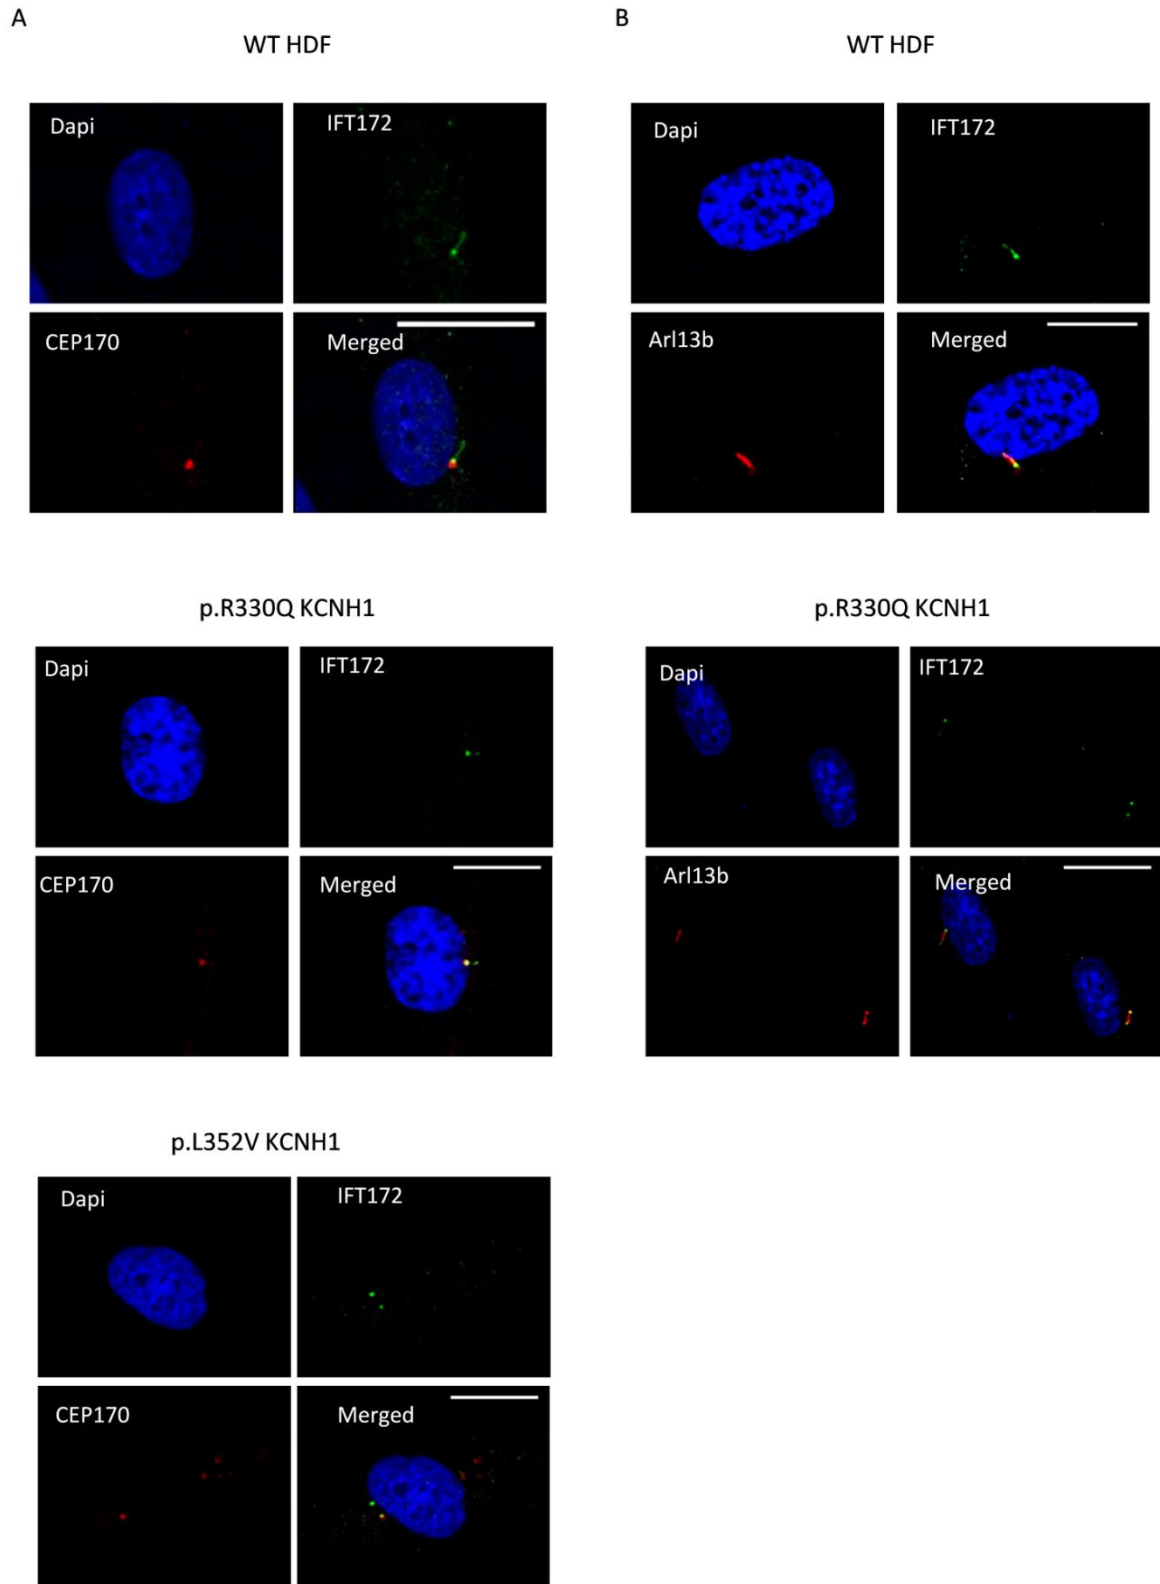 A
WT HDF
Dapi
IFT172
CEP170
Merged
p.R330Q KCNH1
Dapi
IFT172
CEP170
Merged
p.L352V KCNH1
Dapi
IFT172
CEP170
Merged
B
WT HDF
Dapi
IFT172
Arl13b
Merged
p.R330Q KCNH1
Dapi
IFT172
Arl13b
Merged